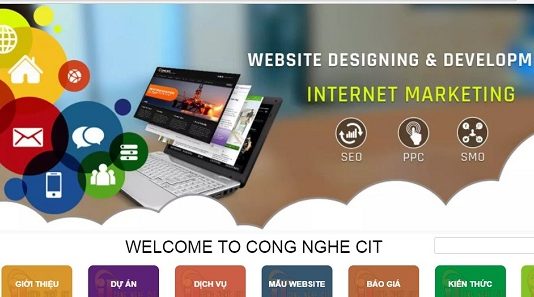 WEBSITE DESIGNING & DEVELOPM
INTERNET MARKETING
SEO PPC SMO
WELCOME TO CONG NGHE CIT
GIỚI THIỆU DỰ ÁN DỊCH VỤ MẪU WEBSITE BÁO GIÁ KIẾN THỨC